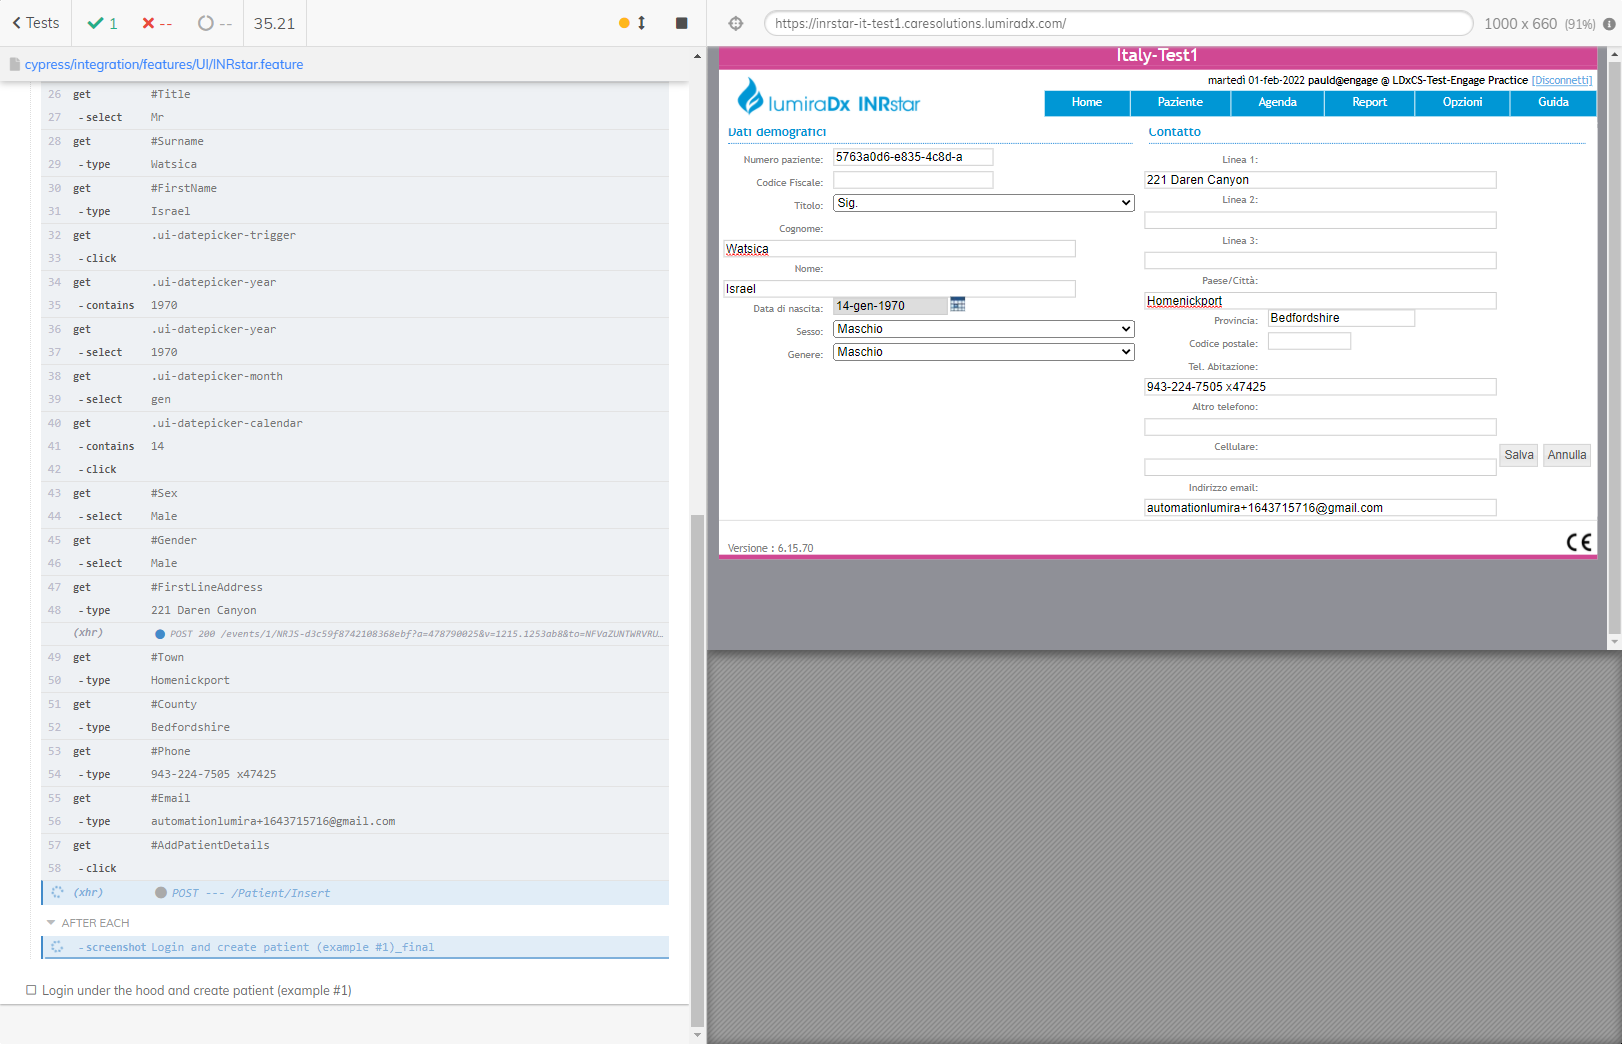 Tests
1
--
--
35.21
cypress/integration/features/UI/INRstar.feature
26 get #Title
27 -select Mr
28 get #Surname
29 -type Watsica
30 get #FirstName
31 -type Israel
32 get .ui-datepicker-trigger
33 -click
34 get .ui-datepicker-year
35 -contains 1970
36 get .ui-datepicker-year
37 -select 1970
38 get .ui-datepicker-month
39 -select gen
40 get .ui-datepicker-calendar
41 -contains 14
42 -click
43 get #Sex
44 -select Male
45 get #Gender
46 -select Male
47 get #FirstLineAddress
48 -type 221 Daren Canyon
(xhr) POST 200 /events/1/NRJS-d3c59f8742108368ebf?a=478790025&v=1215.1253ab8&to=NFVaZUNTWRVRU…
49 get #Town
50 -type Homenickport
51 get #County
52 -type Bedfordshire
53 get #Phone
54 -type 943-224-7505 x47425
55 get #Email
56 -type automationlumira+1643715716@gmail.com
57 get #AddPatientDetails
58 -click
(xhr) POST --- /Patient/Insert
AFTER EACH
-screenshot Login and create patient (example #1)_final
Login under the hood and create patient (example #1)
https://inrstar-it-test1.caresolutions.lumiradx.com/
1000 x 660 (91%)
Italy-Test1
martedì 01-feb-2022 pauld@engage @ LDxCS-Test-Engage Practice [Disconnetti]
lumiraDx INRstar
Home Paziente Agenda Report Opzioni Guida
Dati demografici
Numero paziente: 5763a0d6-e835-4c8d-a
Codice Fiscale:
Titolo: Sig.
Cognome:
Watsica
Nome:
Israel
Data di nascita: 14-gen-1970
Sesso: Maschio
Genere: Maschio
Contatto
Linea 1:
221 Daren Canyon
Linea 2:
Linea 3:
Paese/Città:
Homenickport
Provincia: Bedfordshire
Codice postale:
Tel. Abitazione:
943-224-7505 x47425
Altro telefono:
Cellulare:
Salva Annulla
Indirizzo email:
automationlumira+1643715716@gmail.com
Versione : 6.15.70
CE